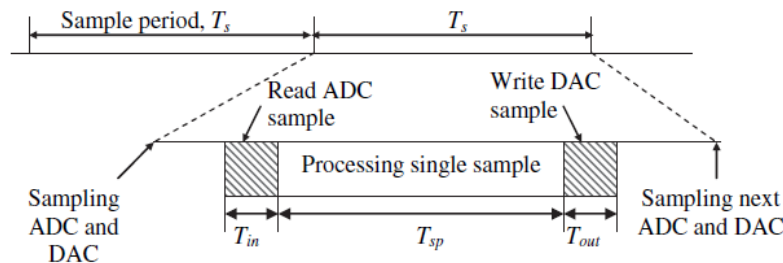 Sample period, Ts
Ts
Read ADC
sample
Write DAC
sample
Processing single sample
Sampling
ADC and
DAC
Sampling next
ADC and DAC
Tin
Tsp
Tout